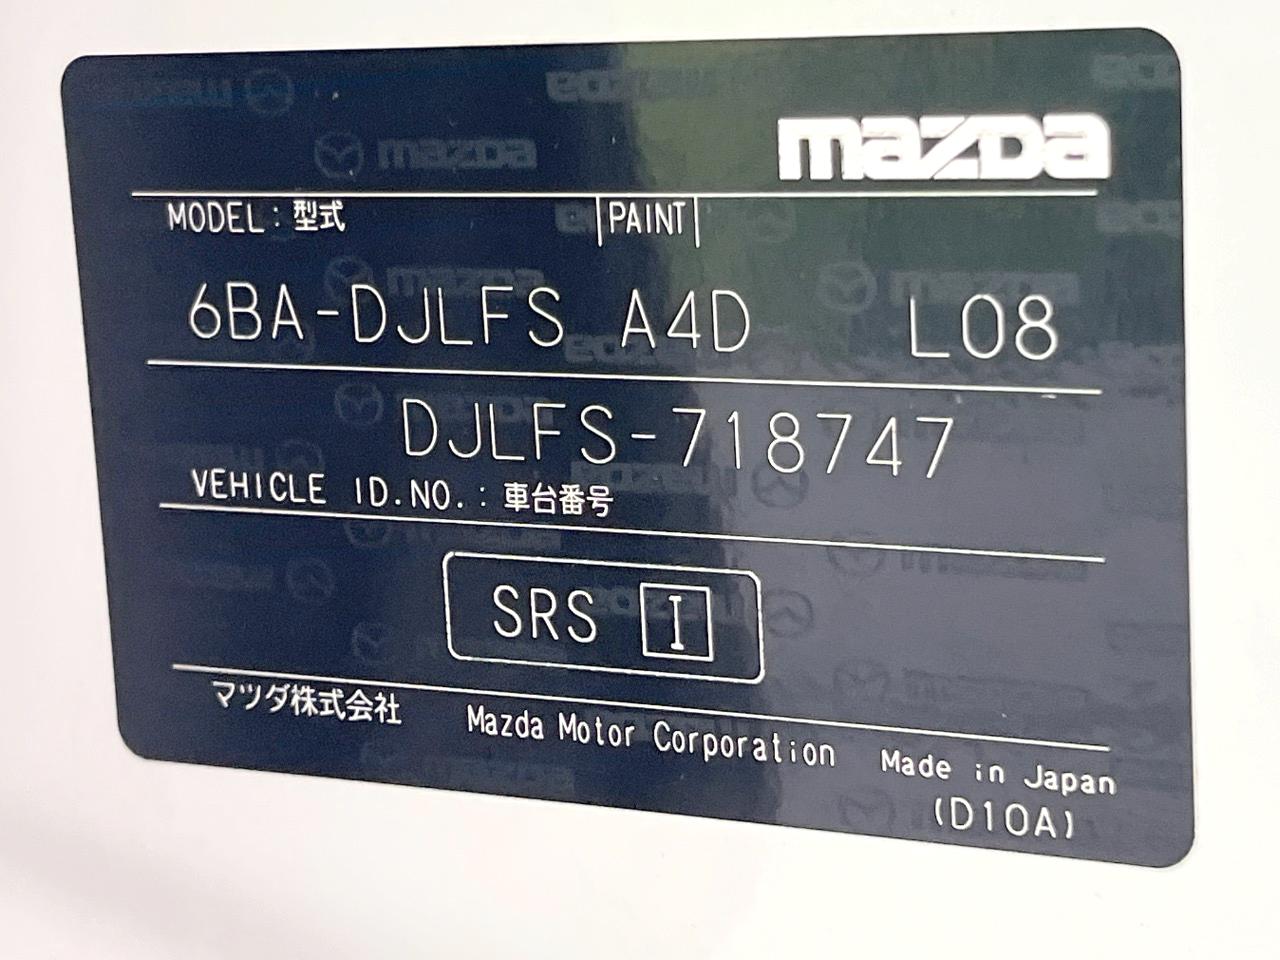 mazda
MODEL : 型式 |PAINT|
6BA-DJLFS A4D L08
DJLFS-718747
VEHICLE ID.NO. : 車台番号
SRS I
マツダ株式会社 Mazda Motor Corporation Made in Japan
(D10A)